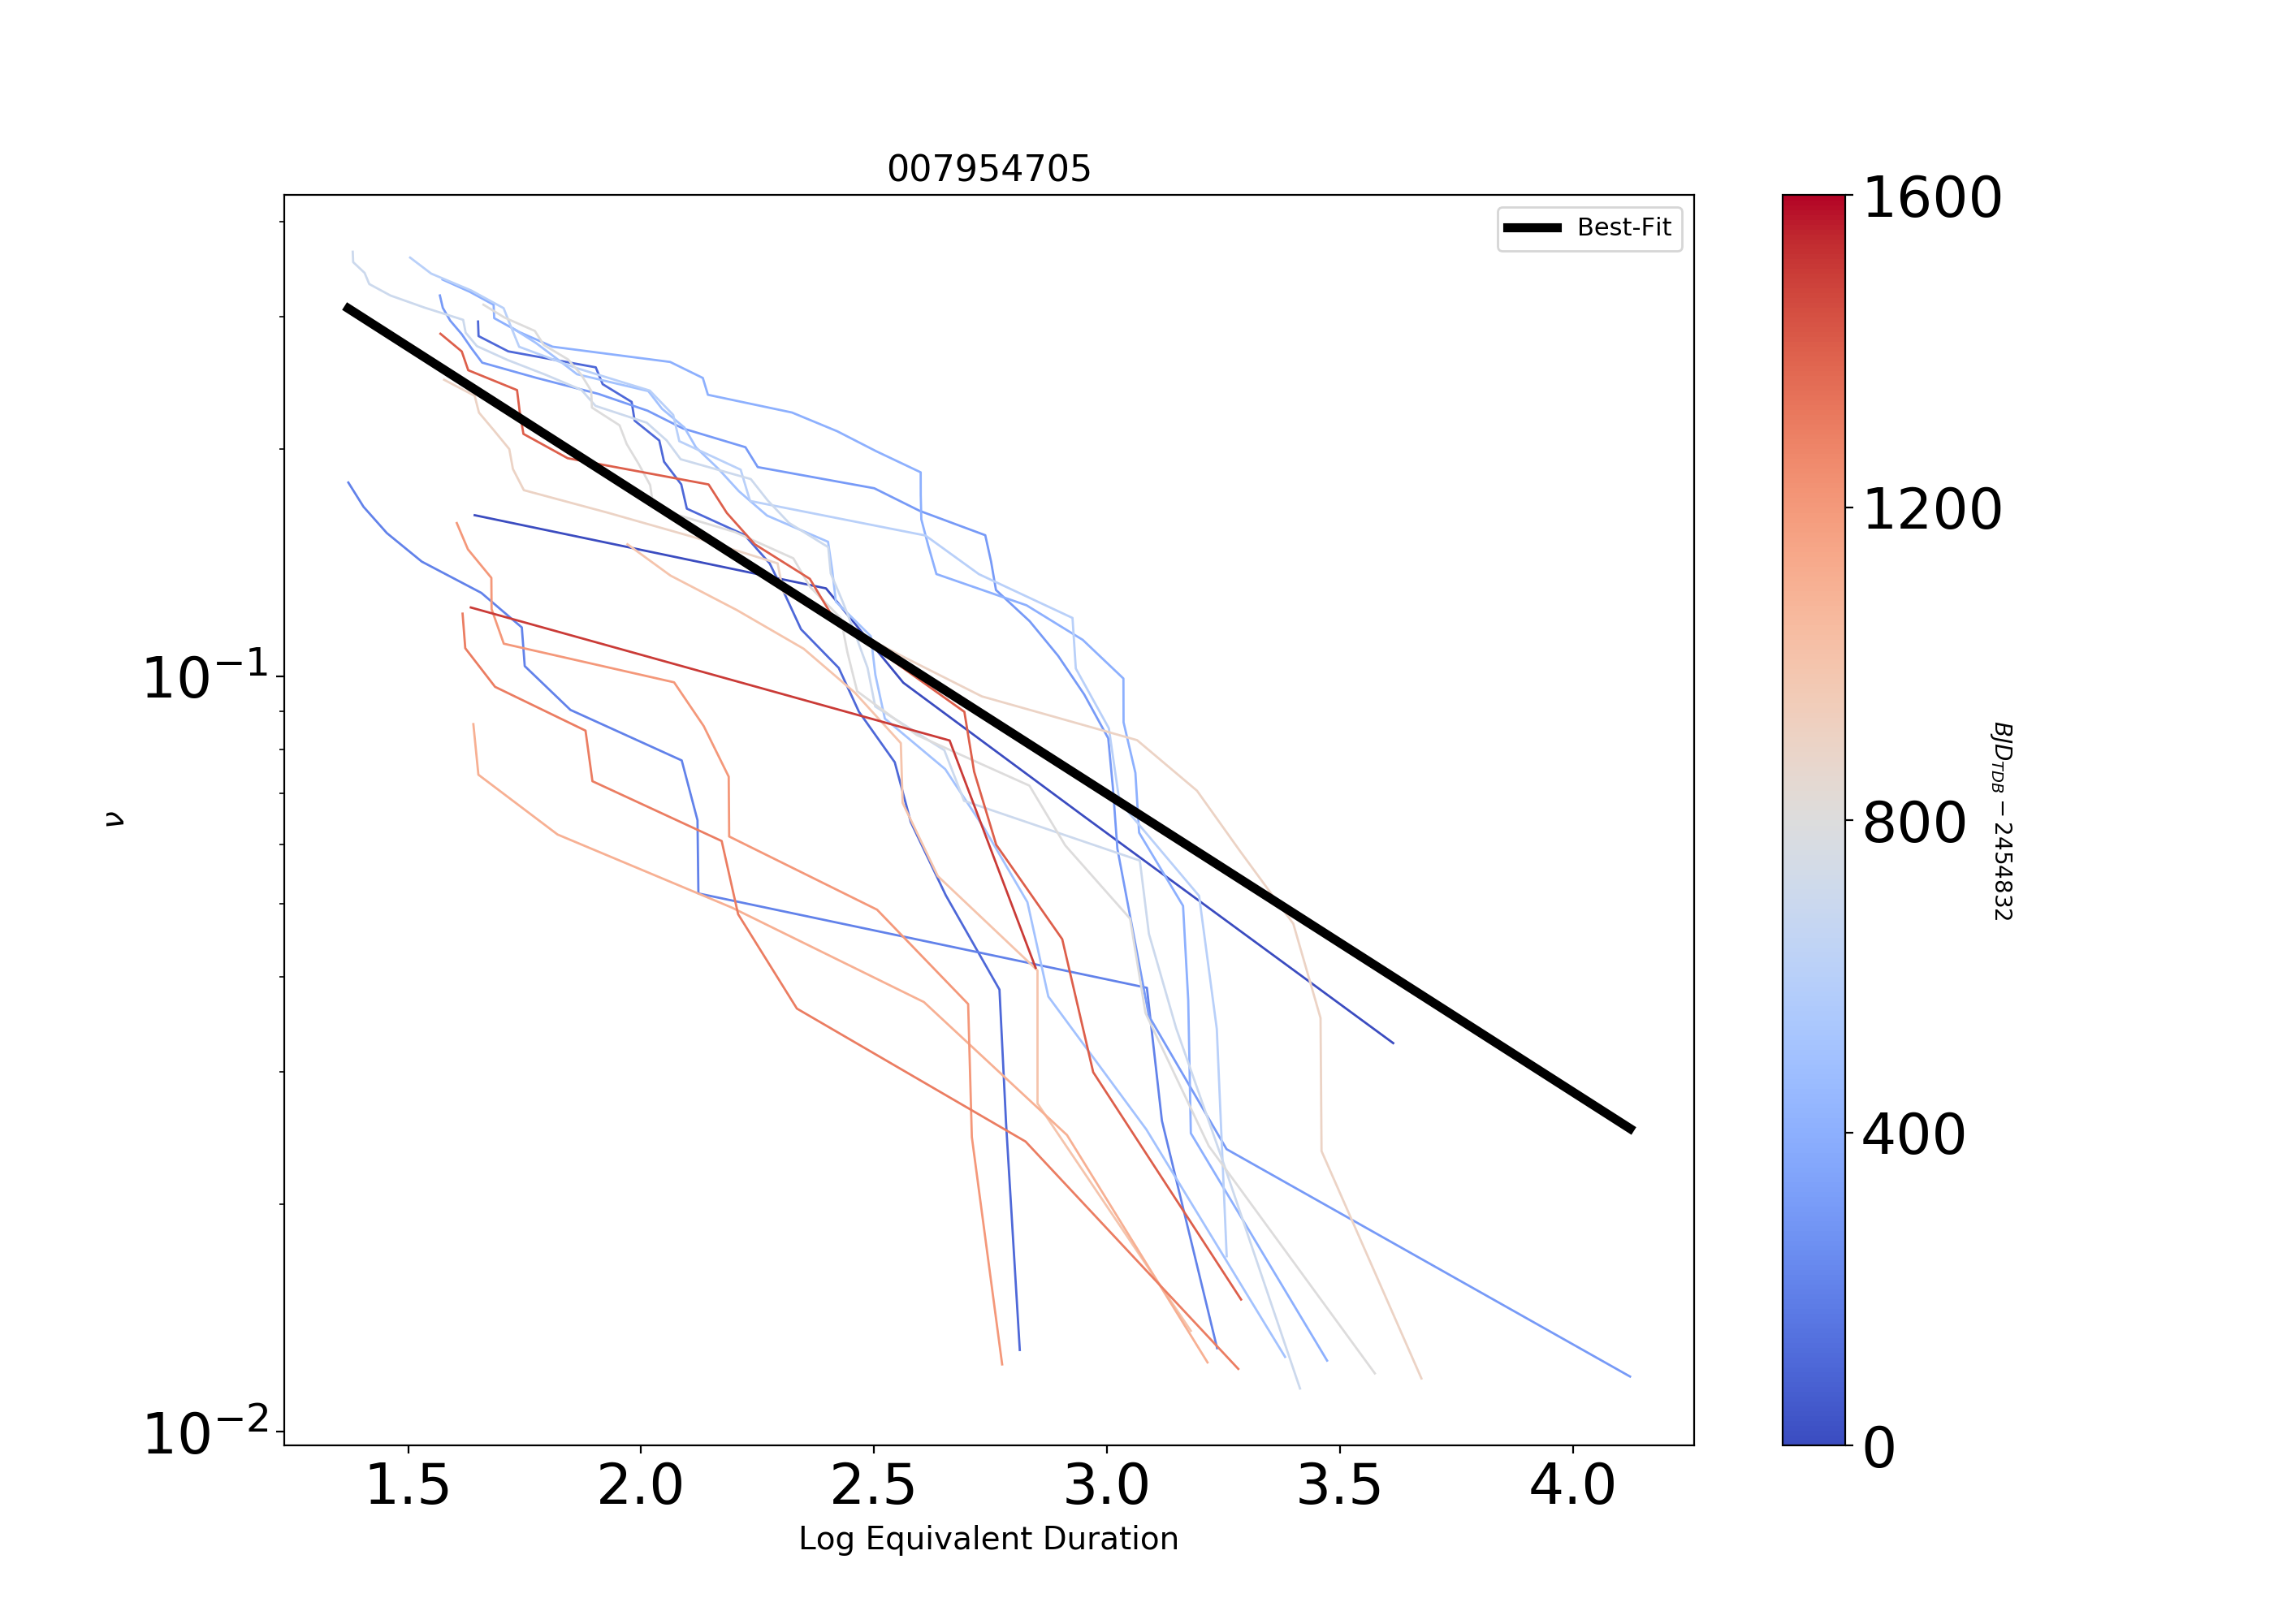 007954705
Best-Fit
10⁻¹
10⁻²
ν
1.5 2.0 2.5 3.0 3.5 4.0
Log Equivalent Duration
1600
1200
800
400
0
BJD_TDB − 2454832